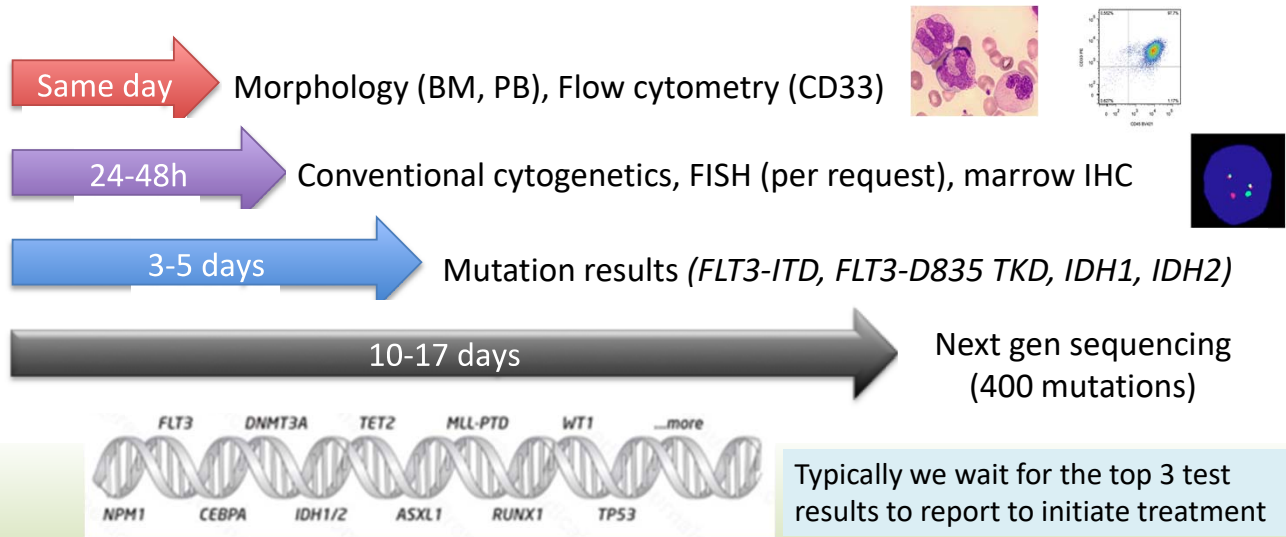 Same day
Morphology (BM, PB), Flow cytometry (CD33)
24-48h
Conventional cytogenetics, FISH (per request), marrow IHC
3-5 days
Mutation results (FLT3-ITD, FLT3-D835 TKD, IDH1, IDH2)
10-17 days
Next gen sequencing
(400 mutations)
FLT3 DNMT3A TET2 MLL-PTD WT1 ...more
NPM1 CEBPA IDH1/2 ASXL1 RUNX1 TP53
Typically we wait for the top 3 test
results to report to initiate treatment